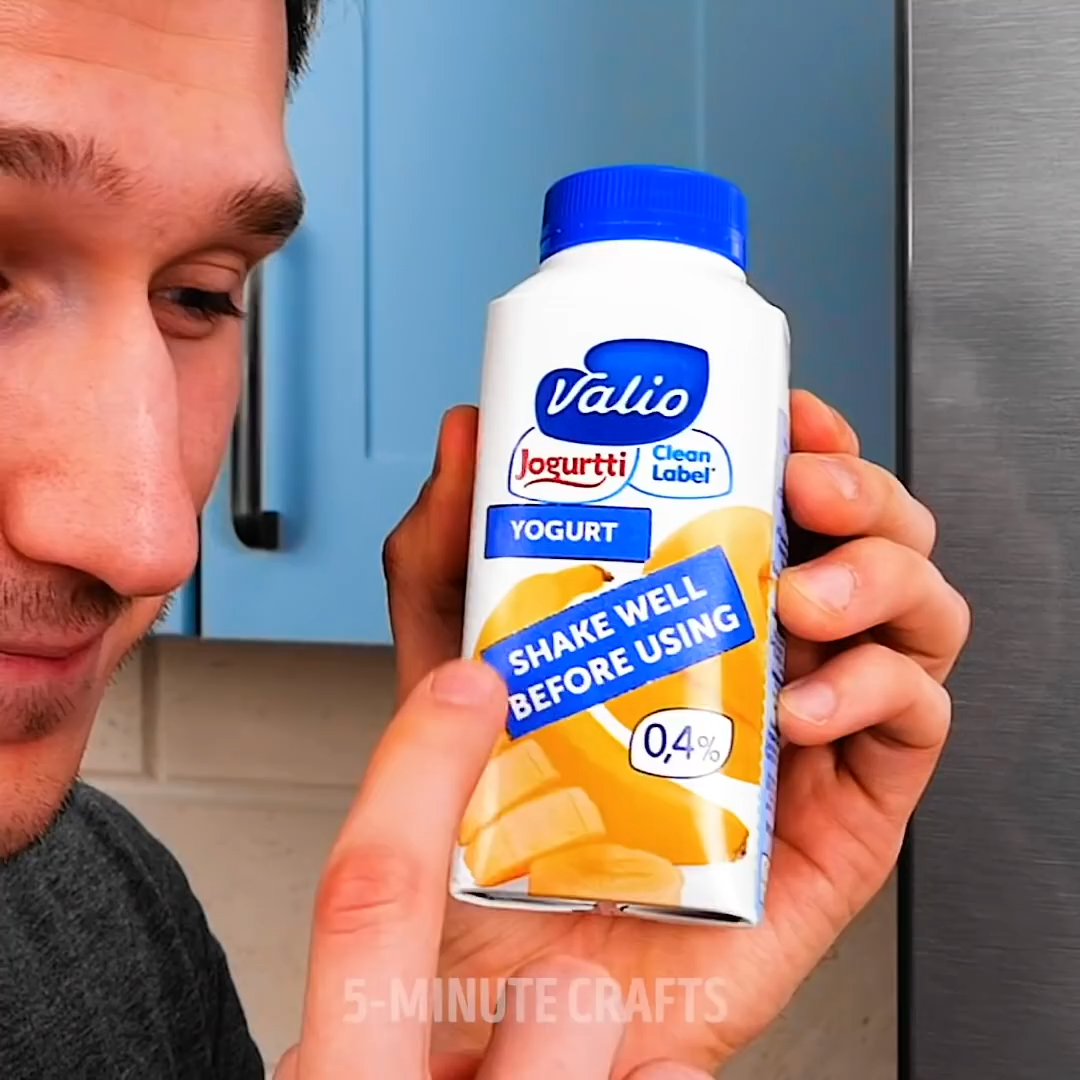 Valio
Jogurtti
Clean
Label*
YOGURT
SHAKE WELL
BEFORE USING
0,4%
5-MINUTE CRAFTS